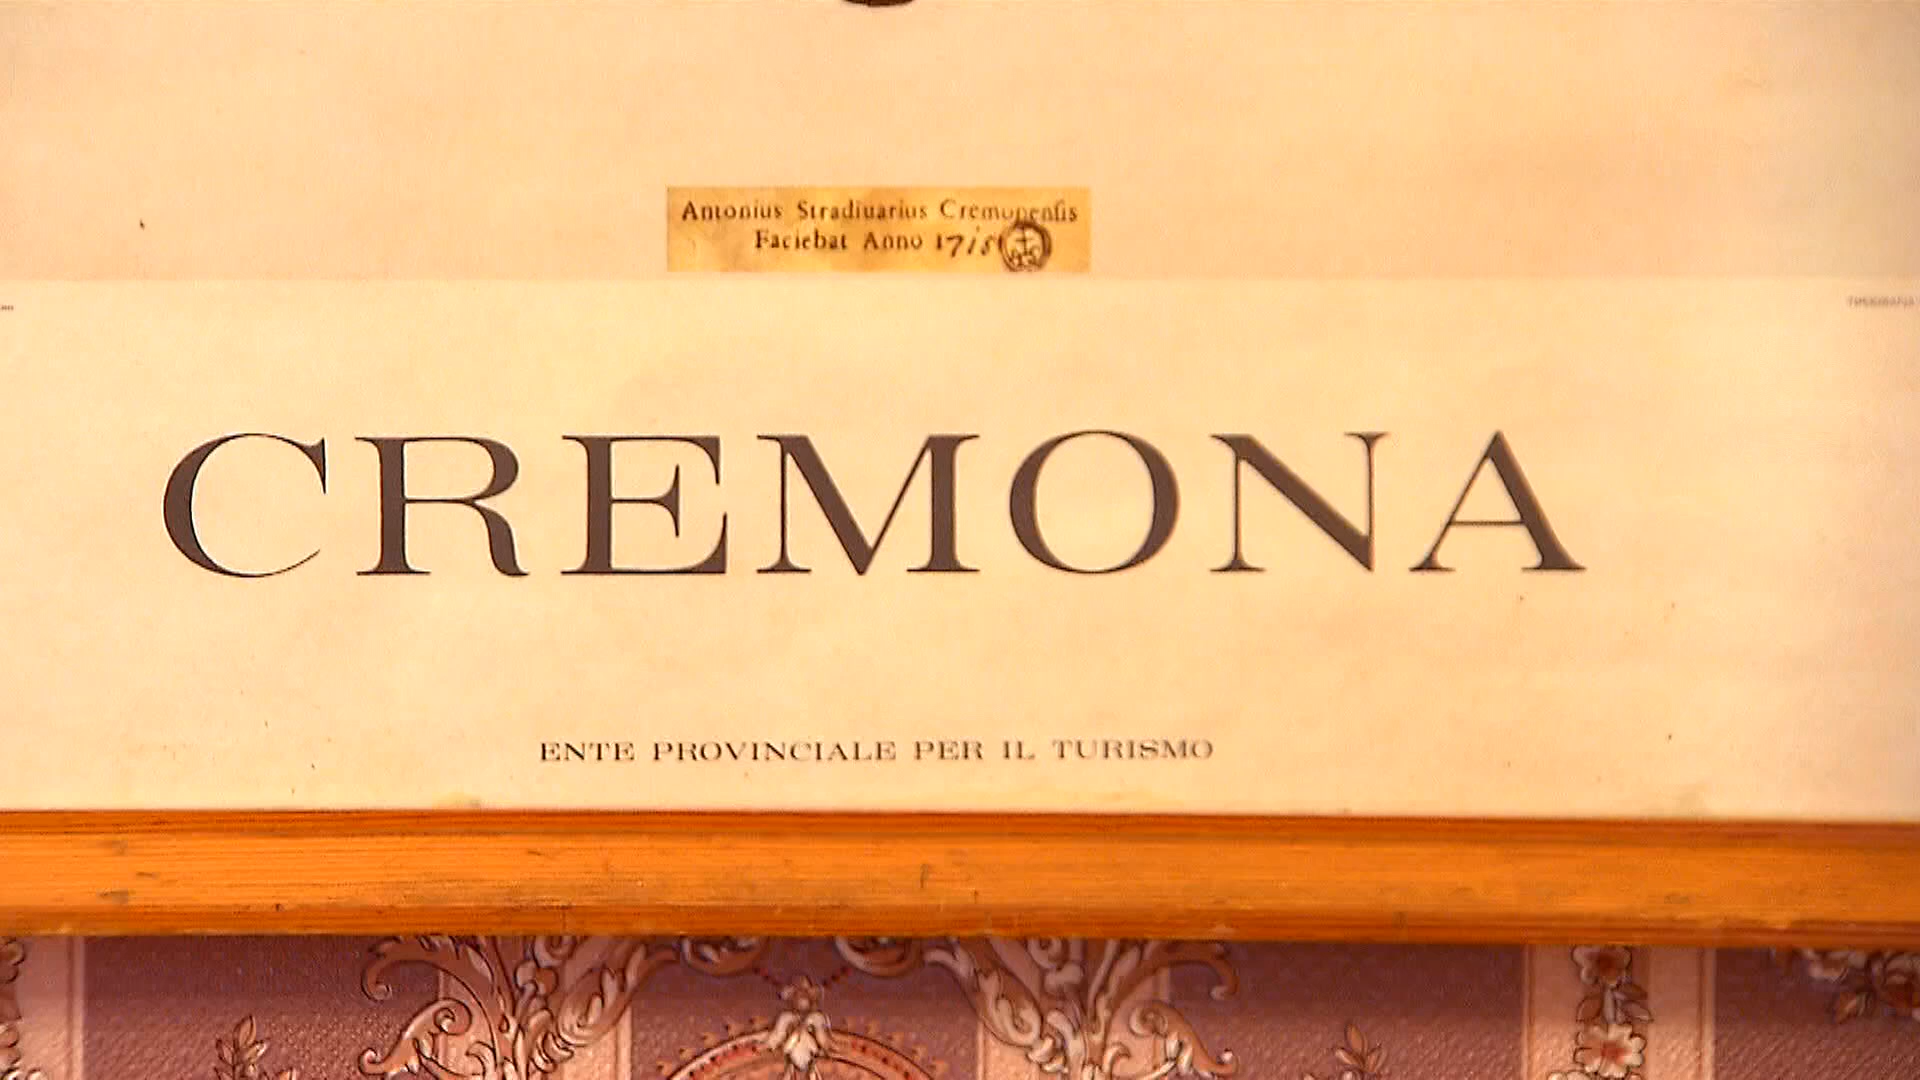 Antonius Stradiuarius Cremonenſis
Faciebat Anno 1715
CREMONA
ENTE PROVINCIALE PER IL TURISMO